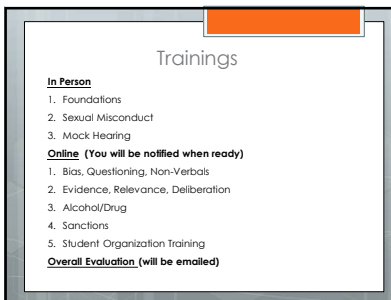 Trainings
In Person
1. Foundations
2. Sexual Misconduct
3. Mock Hearing
Online (You will be notified when ready)
1. Bias, Questioning, Non-Verbals
2. Evidence, Relevance, Deliberation
3. Alcohol/Drug
4. Sanctions
5. Student Organization Training
Overall Evaluation (will be emailed)